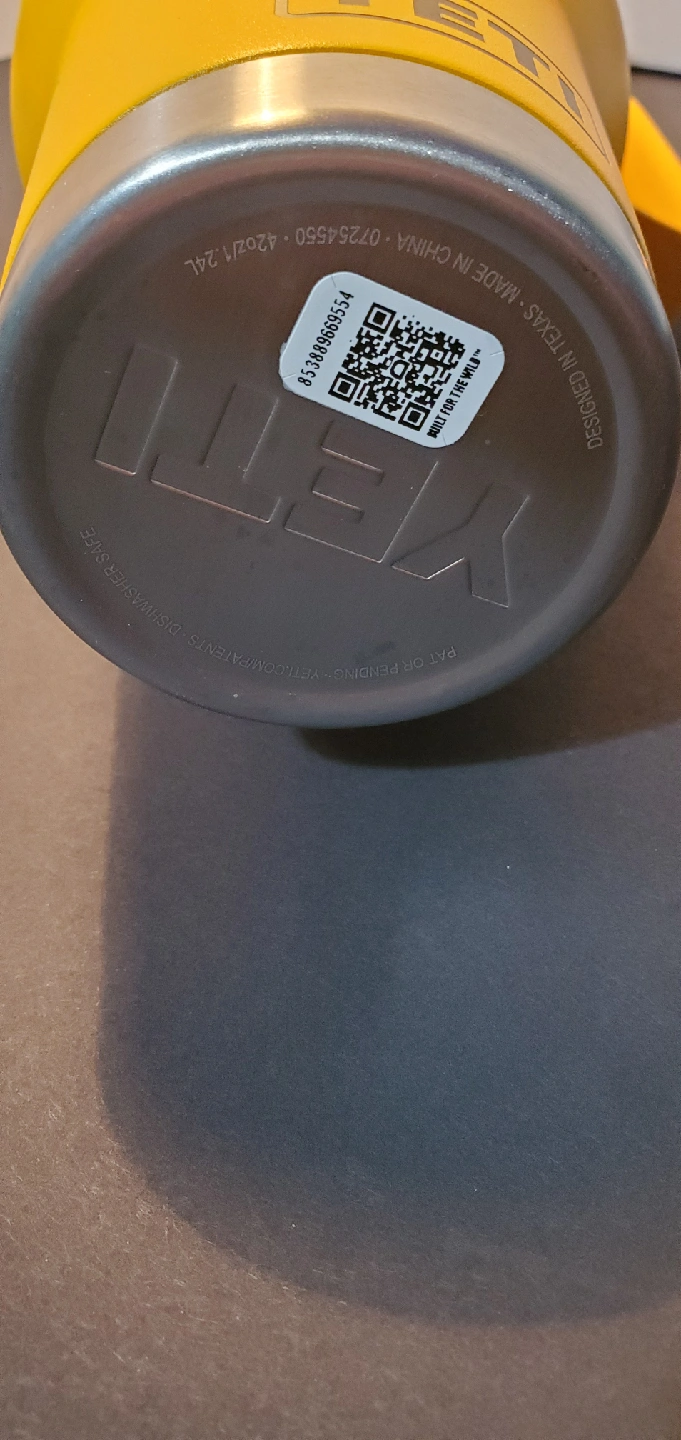 YETI
DESIGNED IN TEXAS · MADE IN CHINA · 07254550 · 42oz/1.24L
853889669554
BUILT FOR THE WILD™
YETI
PAT OR PENDING - YETI.COM/PATENTS · DISHWASHER SAFE